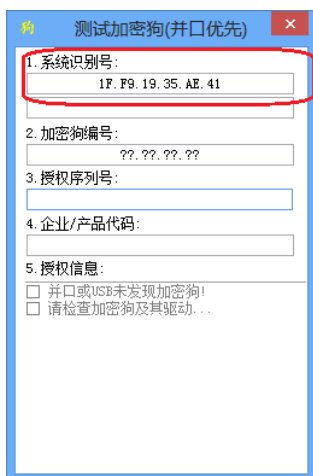 狗 测试加密狗(并口优先)
1.系统识别号:
1F.F9.19.35.AE.41
2.加密狗编号:
??.??.??.??
3.授权序列号:
4.企业/产品代码:
5.授权信息:
并口或USB未发现加密狗!
请检查加密狗及其驱动...